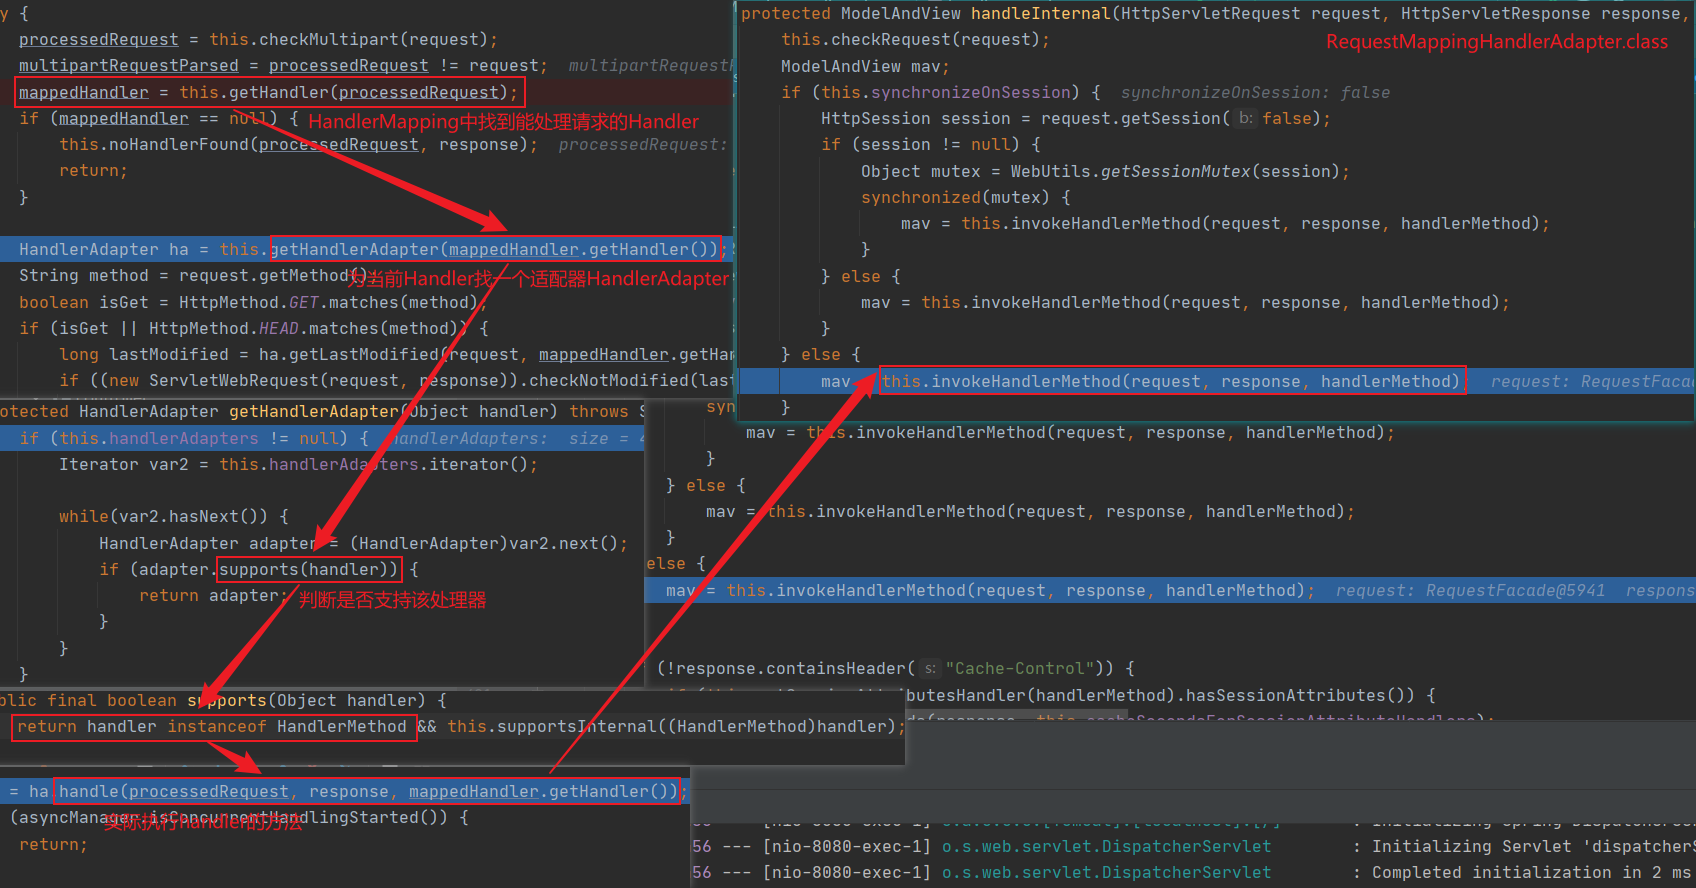 y {
processedRequest = this.checkMultipart(request);
multipartRequestParsed = processedRequest != request;  multipartRequest
mappedHandler = this.getHandler(processedRequest);
if (mappedHandler == null) {
HandlerMapping中找到能处理请求的Handler
this.noHandlerFound(processedRequest, response);  processedRequest:
return;
}
HandlerAdapter ha = this.getHandlerAdapter(mappedHandler.getHandler());
String method = request.getMethod();
为当前Handler找一个适配器HandlerAdapter
boolean isGet = HttpMethod.GET.matches(method);
if (isGet || HttpMethod.HEAD.matches(method)) {
long lastModified = ha.getLastModified(request, mappedHandler.getHan
if ((new ServletWebRequest(request, response)).checkNotModified(last
otected HandlerAdapter getHandlerAdapter(Object handler) throws S
if (this.handlerAdapters != null) {  handlerAdapters:  size = 4
Iterator var2 = this.handlerAdapters.iterator();
while(var2.hasNext()) {
HandlerAdapter adapter = (HandlerAdapter)var2.next();
if (adapter.supports(handler)) {
return adapter;
判断是否支持该处理器
}
}
}
blic final boolean supports(Object handler) {
return handler instanceof HandlerMethod && this.supportsInternal((HandlerMethod)handler);
= ha.handle(processedRequest, response, mappedHandler.getHandler());
(asyncManager.isConcurrentHandlingStarted()) {
实际执行handler的方法
return;
protected ModelAndView handleInternal(HttpServletRequest request, HttpServletResponse response,
RequestMappingHandlerAdapter.class
this.checkRequest(request);
ModelAndView mav;
if (this.synchronizeOnSession) {  synchronizeOnSession: false
HttpSession session = request.getSession( b: false);
if (session != null) {
Object mutex = WebUtils.getSessionMutex(session);
synchronized(mutex) {
mav = this.invokeHandlerMethod(request, response, handlerMethod);
}
} else {
mav = this.invokeHandlerMethod(request, response, handlerMethod);
}
} else {
mav this.invokeHandlerMethod(request, response, handlerMethod);  request: RequestFaca
}
syn
mav = this.invokeHandlerMethod(request, response, handlerMethod);
}
} else {
mav = this.invokeHandlerMethod(request, response, handlerMethod);
}
else {
mav = this.invokeHandlerMethod(request, response, handlerMethod);  request: RequestFacade@5941  respons
(!response.containsHeader( s: "Cache-Control")) {
ributesHandler(handlerMethod).hasSessionAttributes()) {
[nio-8080-exec-1]
: Initializing Spring
56 --- [nio-8080-exec-1] o.s.web.servlet.DispatcherServlet : Initializing Servlet 'dispatcherS
56 --- [nio-8080-exec-1] o.s.web.servlet.DispatcherServlet : Completed initialization in 2 ms